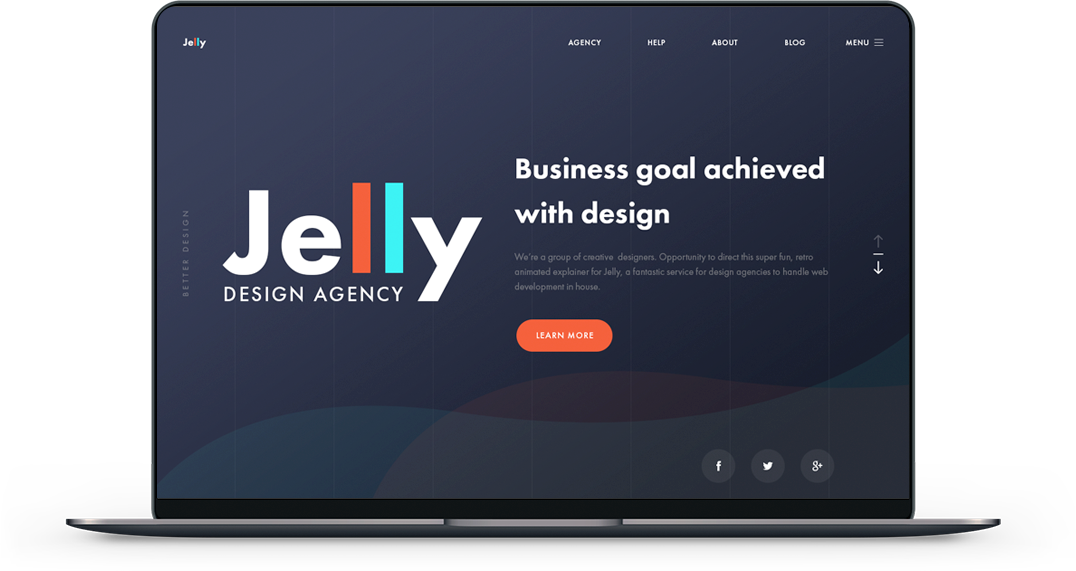 Jelly
AGENCY
HELP
ABOUT
BLOG
MENU
BETTER DESIGN
Jelly
DESIGN AGENCY
Business goal achieved
with design
We're a group of creative designers. Opportunity to direct this super fun, retro
animated explainer for Jelly, a fantastic service for design agencies to handle web
development in house.
LEARN MORE
f
g+